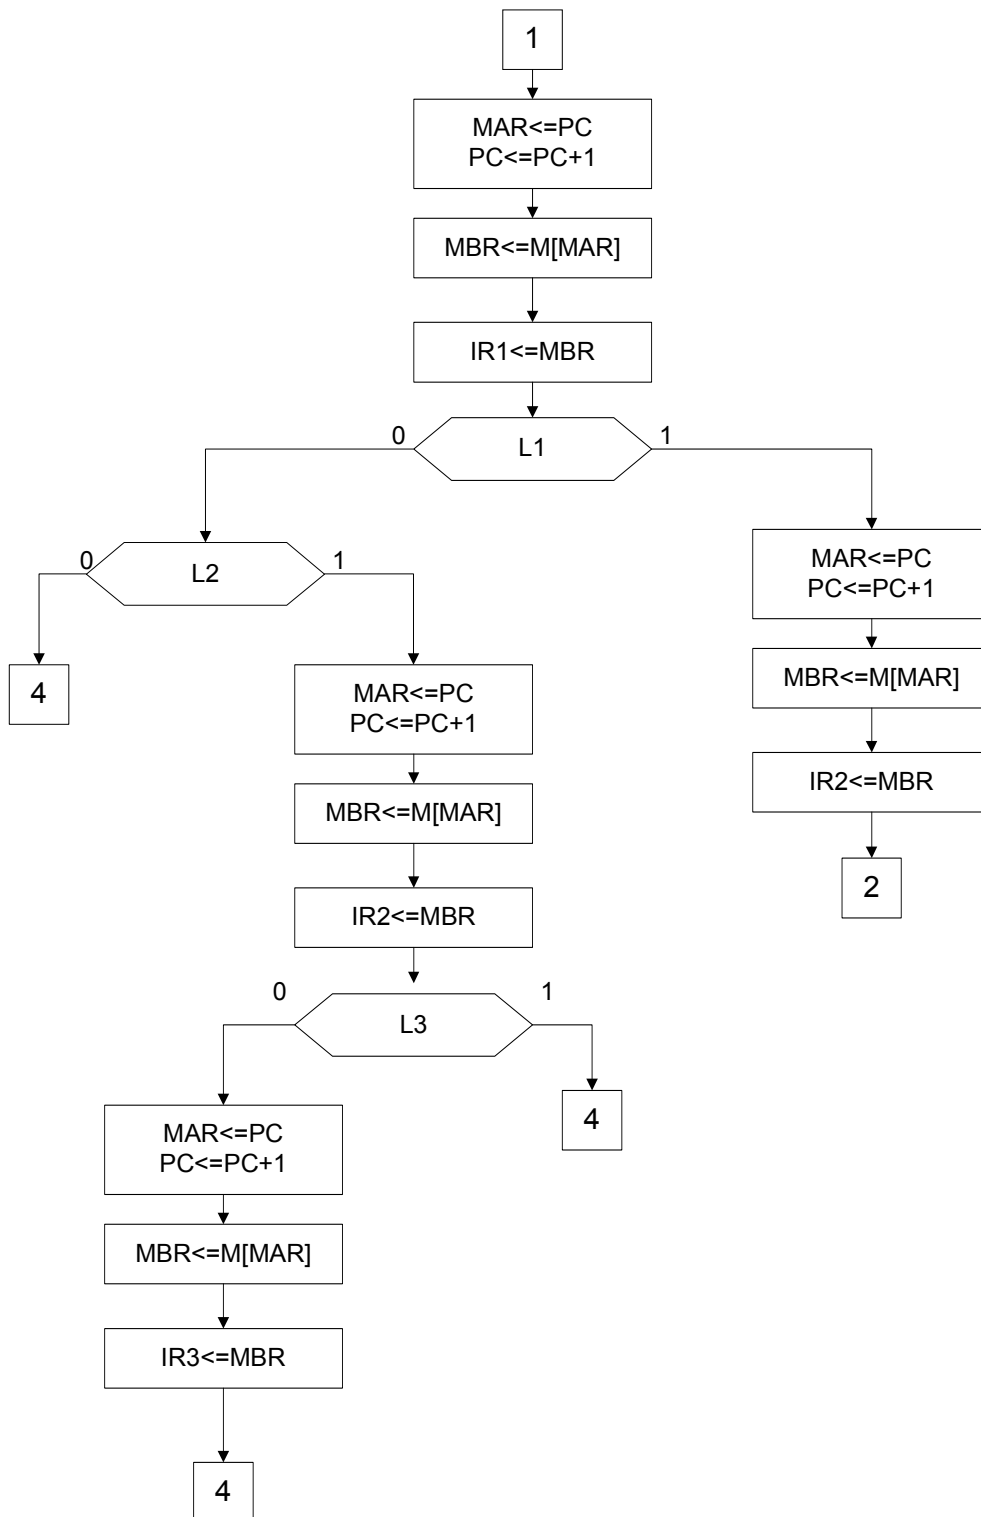 1
MAR<=PC
PC<=PC+1
MBR<=M[MAR]
IR1<=MBR
0
L1
1
0
L2
1
MAR<=PC
PC<=PC+1
MBR<=M[MAR]
IR2<=MBR
2
4
MAR<=PC
PC<=PC+1
MBR<=M[MAR]
IR2<=MBR
0
L3
1
4
MAR<=PC
PC<=PC+1
MBR<=M[MAR]
IR3<=MBR
4